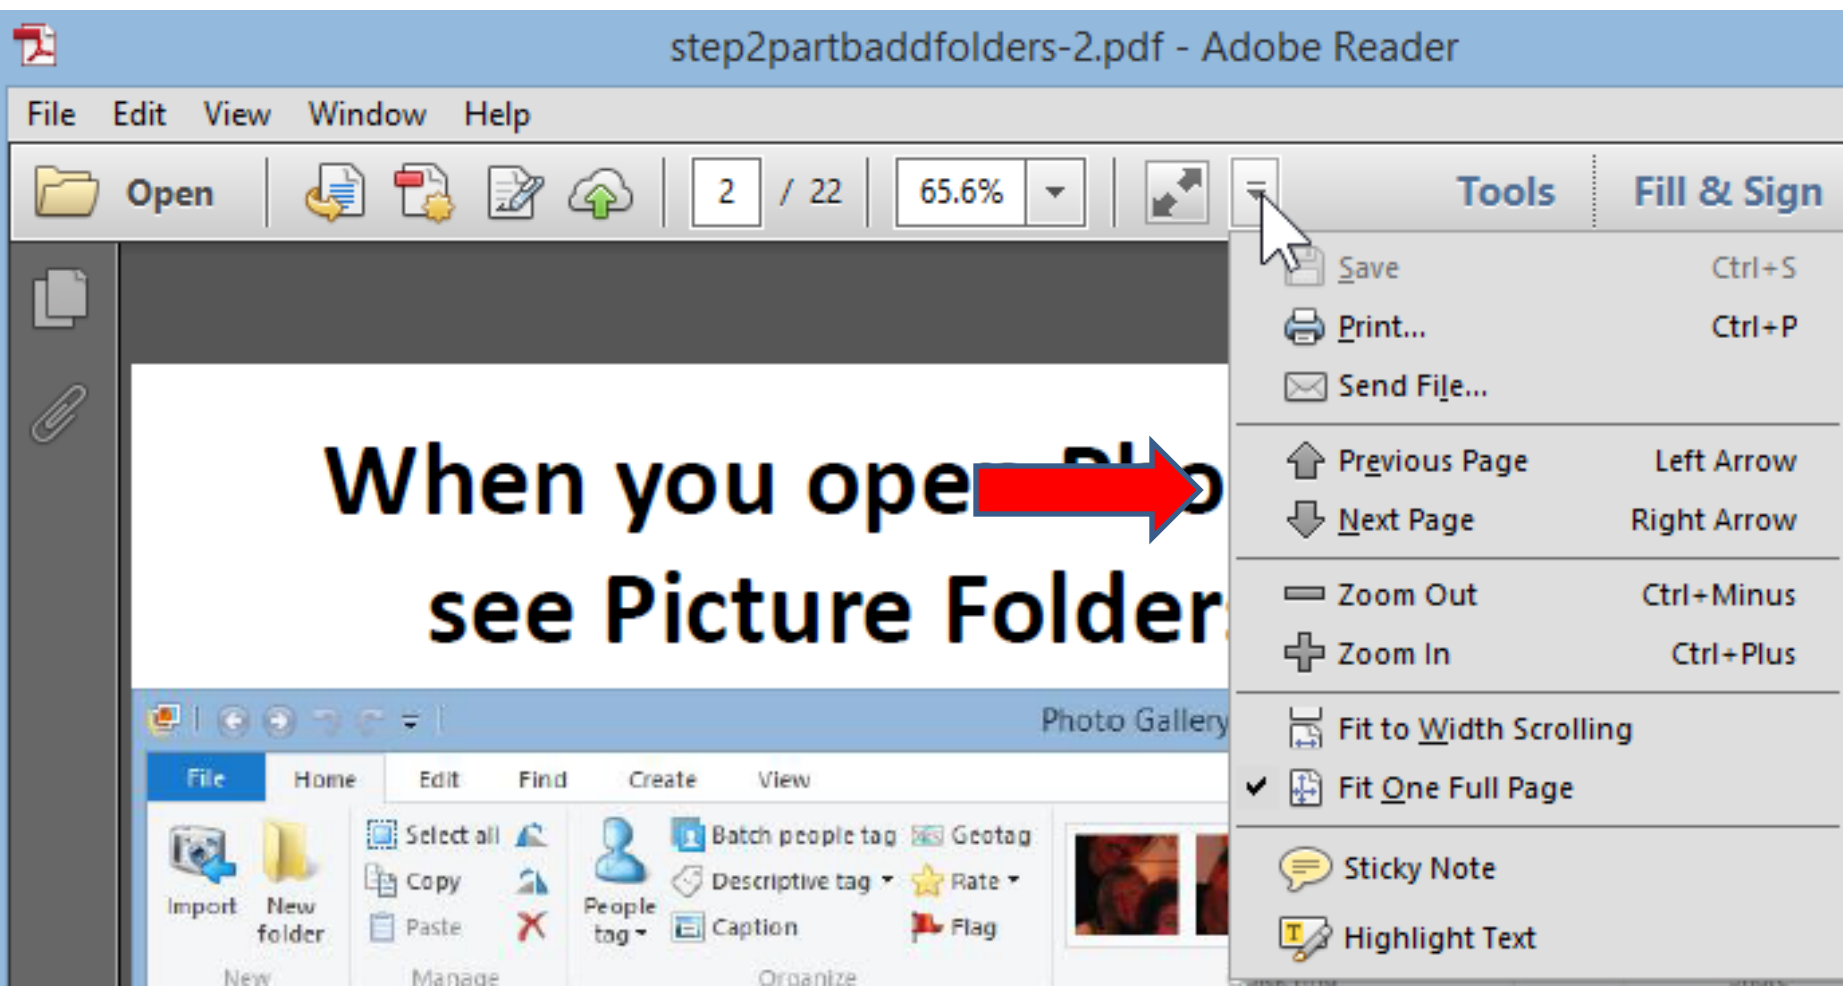 step2partbaddfolders-2.pdf - Adobe Reader
File Edit View Window Help
Open 2 / 22 65.6% Tools Fill & Sign
Save Ctrl+S
Print... Ctrl+P
Send File...
Previous Page Left Arrow
Next Page Right Arrow
Zoom Out Ctrl+Minus
Zoom In Ctrl+Plus
Fit to Width Scrolling
Fit One Full Page
Sticky Note
Highlight Text
When you open
see Picture Folders
Photo Gallery
File Home Edit Find Create View
Import
New
folder
New
Select all
Copy
Paste
Manage
People
tag
Batch people tag
Descriptive tag
Caption
Geotag
Rate
Flag
Organize